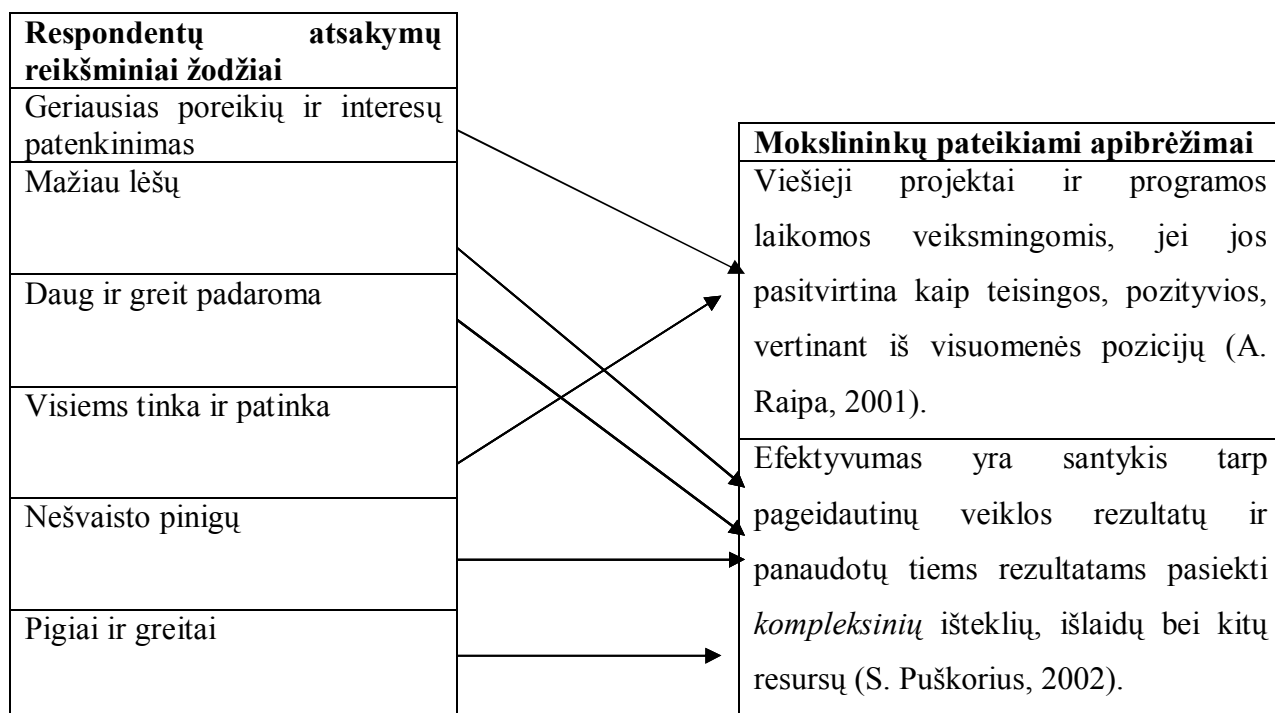 Respondentų atsakymų
reikšminiai žodžiai
Geriausias poreikių ir interesų
patenkinimas
Mažiau lėšų
Daug ir greit padaroma
Visiems tinka ir patinka
Nešvaisto pinigų
Pigiai ir greitai
Mokslininkų pateikiami apibrėžimai
Viešieji projektai ir programos
laikomos veiksmingomis, jei jos
pasitvirtina kaip teisingos, pozityvios,
vertinant iš visuomenės pozicijų (A.
Raipa, 2001).
Efektyvumas yra santykis tarp
pageidautinų veiklos rezultatų ir
panaudotų tiems rezultatams pasiekti
kompleksinių išteklių, išlaidų bei kitų
resursų (S. Puškorius, 2002).